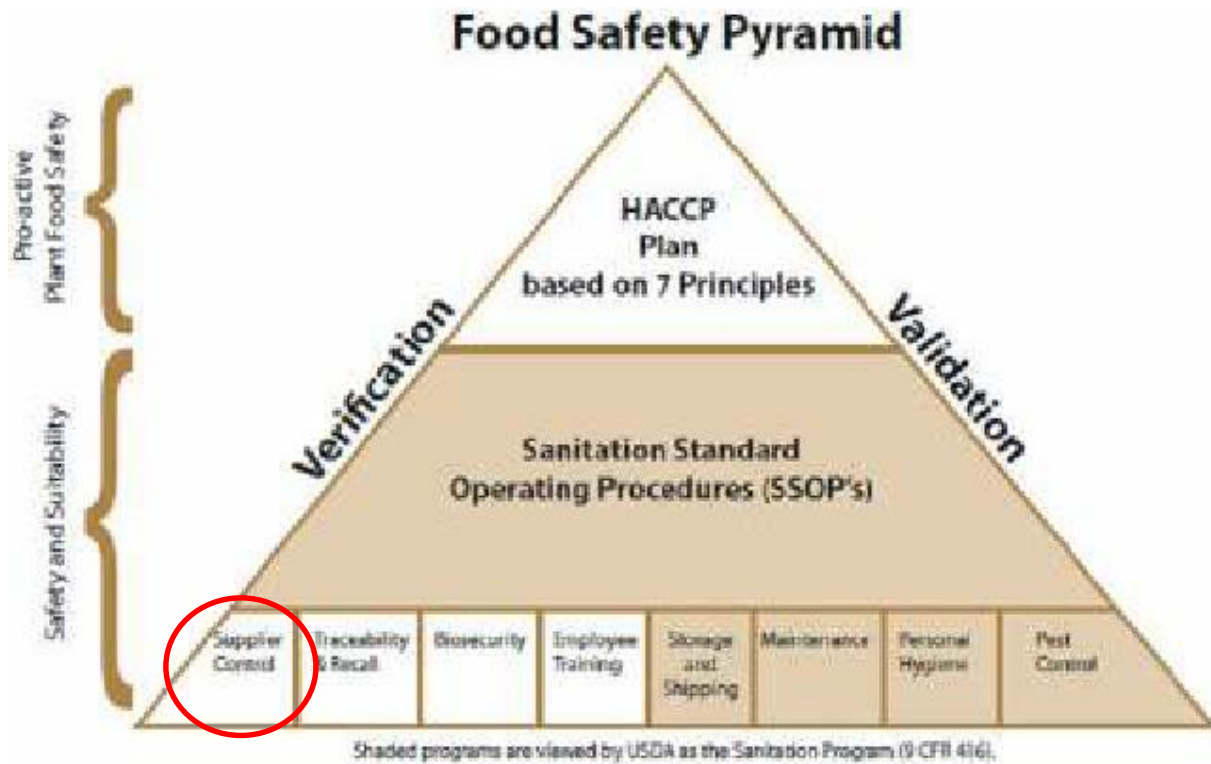 Food Safety Pyramid
Pro-active
Plant Food Safety
HACCP
Plan
based on 7 Principles
Verification
Validation
Safety and Suitability
Sanitation Standard
Operating Procedures (SSOP's)
Supplier
Control
Traceability
& Recall
Biosecurity
Employee
Training
Storage
and
Shipping
Maintenance
Personal
Hygiene
Pest
Control
Shaded programs are viewed by USDA as the Sanitation Program (9 CFR 416).